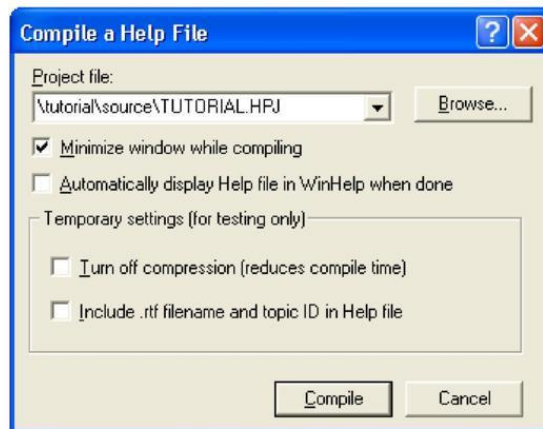 Compile a Help File
Project file:
\tutorial\source\TUTORIAL.HPJ
Browse...
Minimize window while compiling
Automatically display Help file in WinHelp when done
Temporary settings (for testing only)
Turn off compression (reduces compile time)
Include .rtf filename and topic ID in Help file
Compile
Cancel